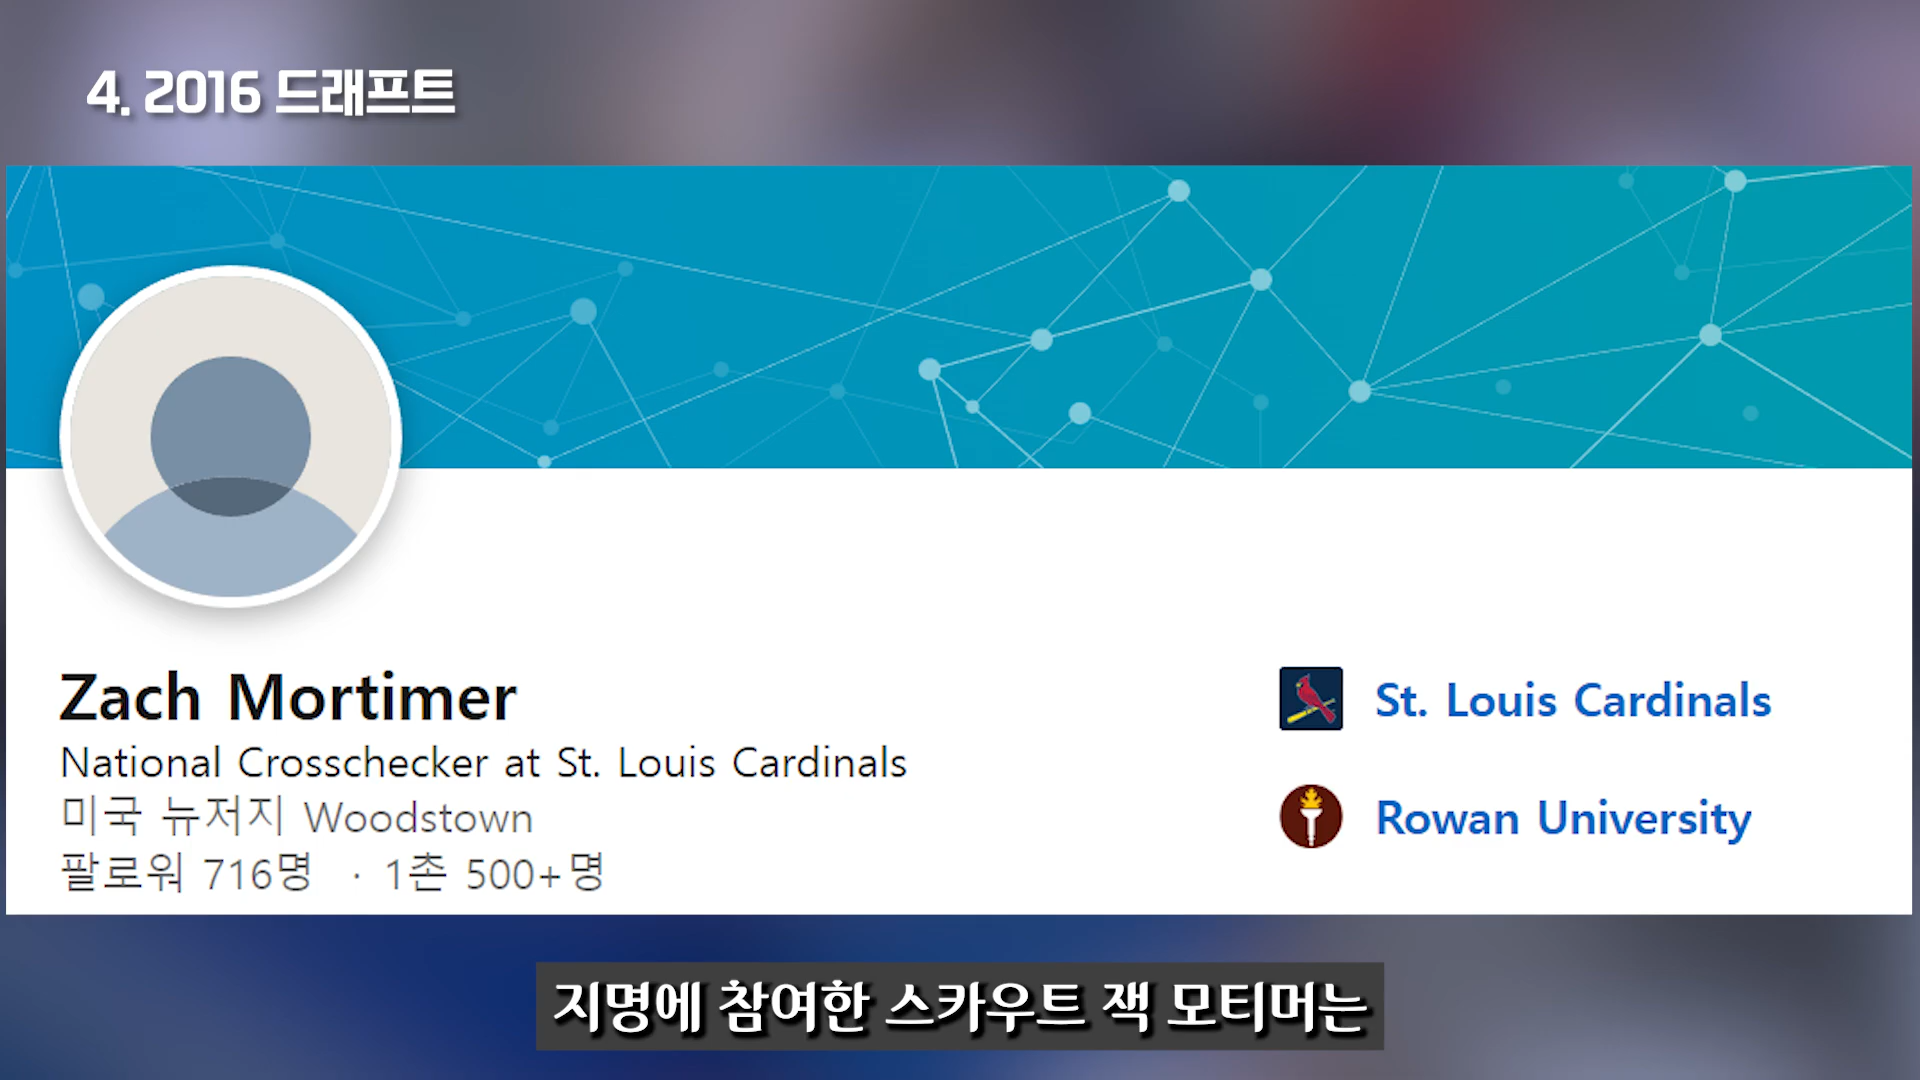 4. 2016 드래프트
Zach Mortimer
National Crosschecker at St. Louis Cardinals
미국 뉴저지 Woodstown
팔로워 716명 · 1촌 500+명
St. Louis Cardinals
Rowan University
지명에 참여한 스카우트 잭 모티머는